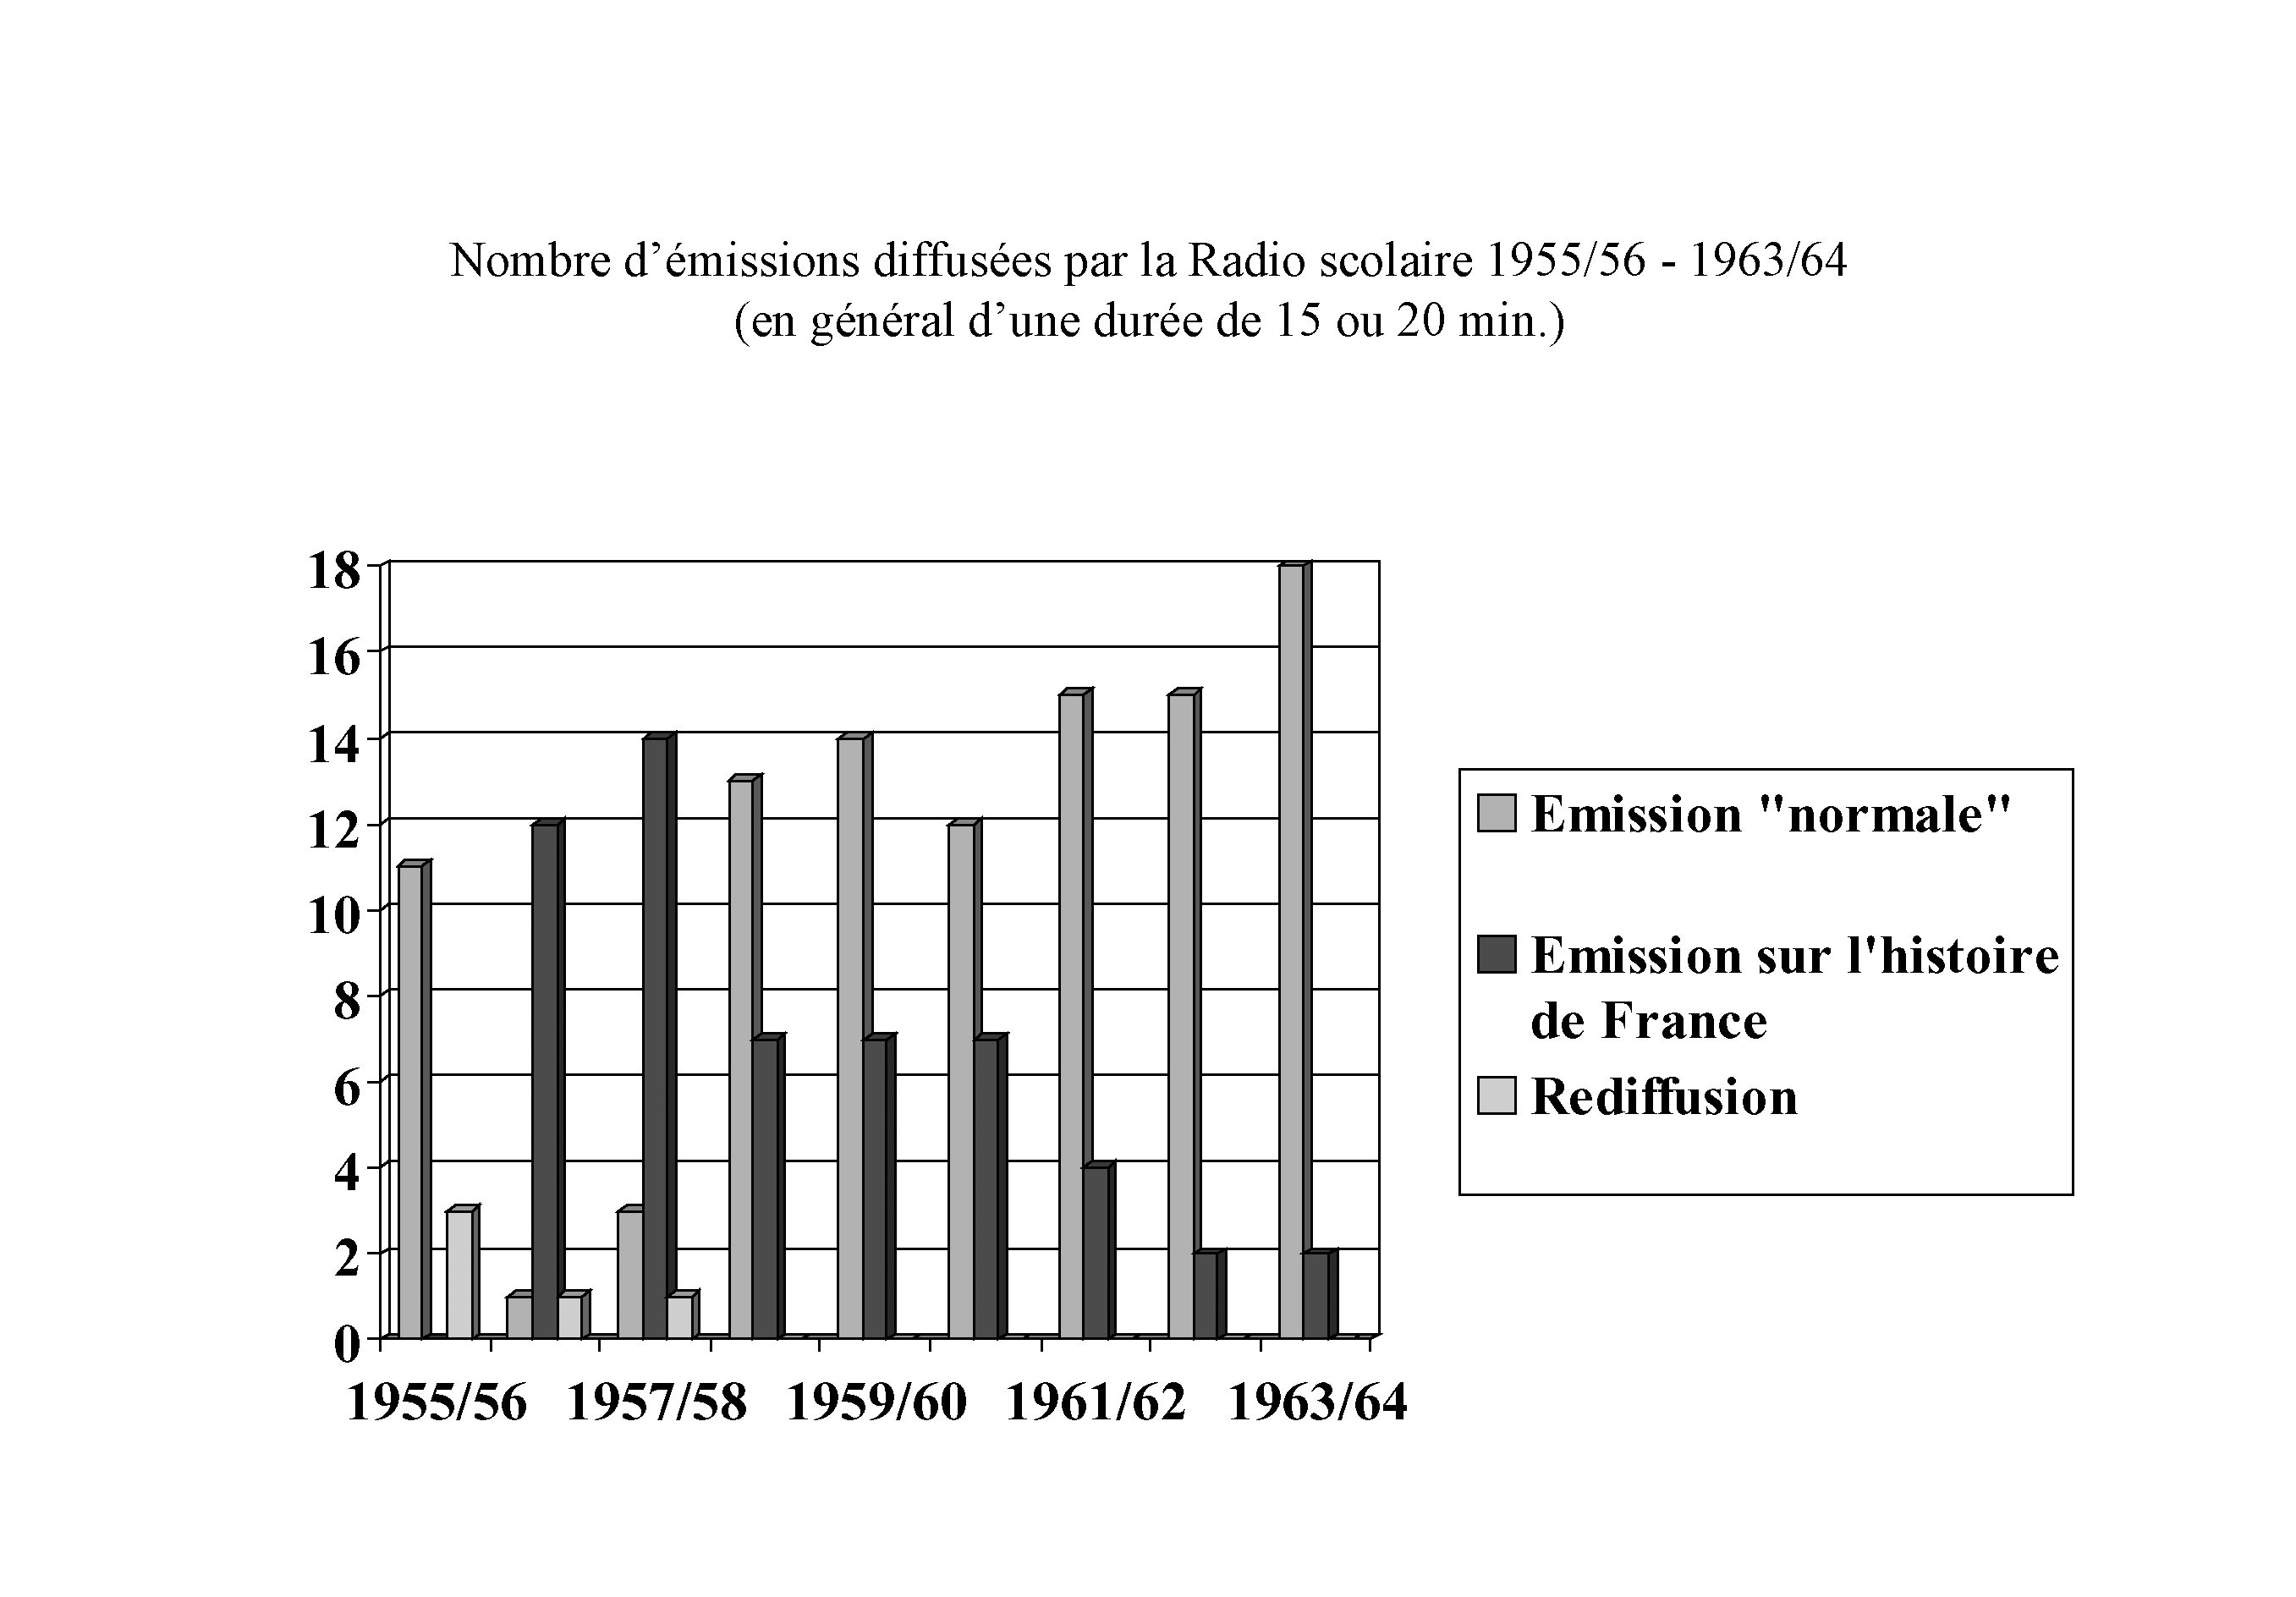 Nombre d’émissions diffusées par la Radio scolaire 1955/56 - 1963/64
(en général d’une durée de 15 ou 20 min.)
18
16
14
12
10
8
6
4
2
0
1955/56 1957/58 1959/60 1961/62 1963/64
Emission "normale"
Emission sur l'histoire
de France
Rediffusion